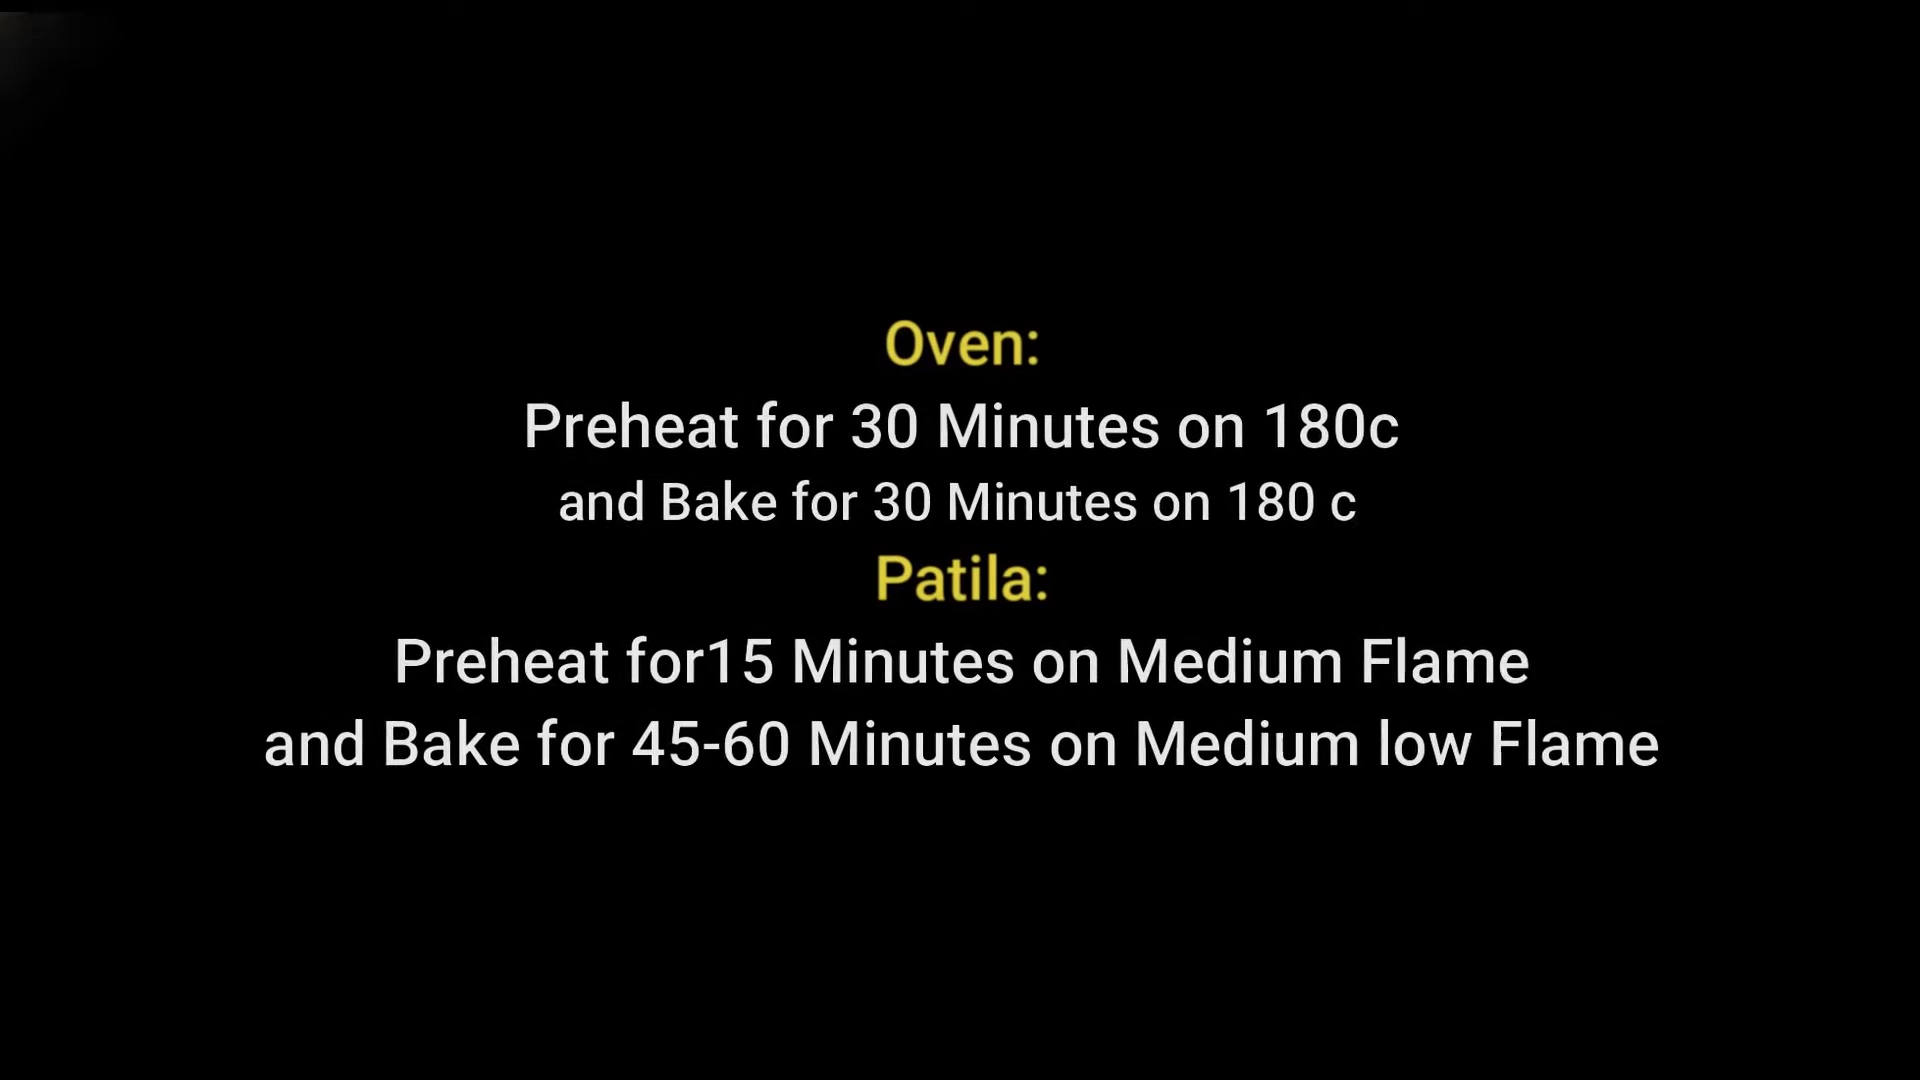 Oven:
Preheat for 30 Minutes on 180c
and Bake for 30 Minutes on 180 c
Patila:
Preheat for15 Minutes on Medium Flame
and Bake for 45-60 Minutes on Medium low Flame